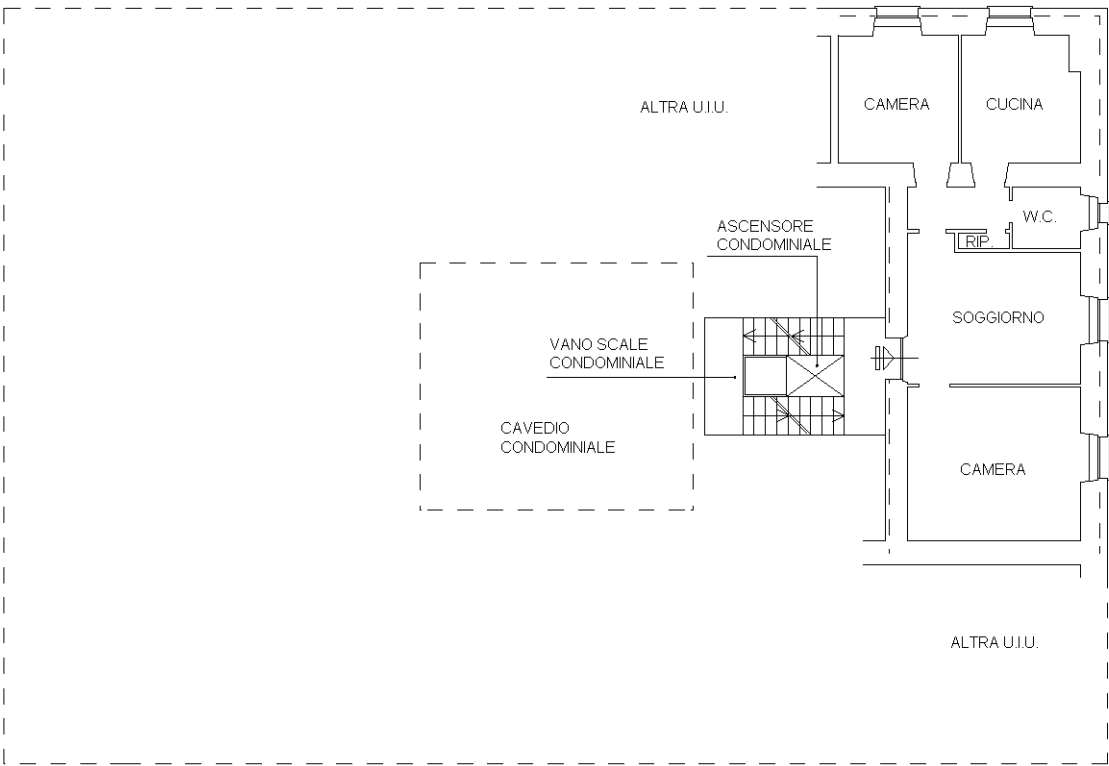 ALTRA U.I.U.
CAMERA
CUCINA
W.C.
RIP.
ASCENSORE
CONDOMINIALE
SOGGIORNO
VANO SCALE
CONDOMINIALE
CAVEDIO
CONDOMINIALE
CAMERA
ALTRA U.I.U.